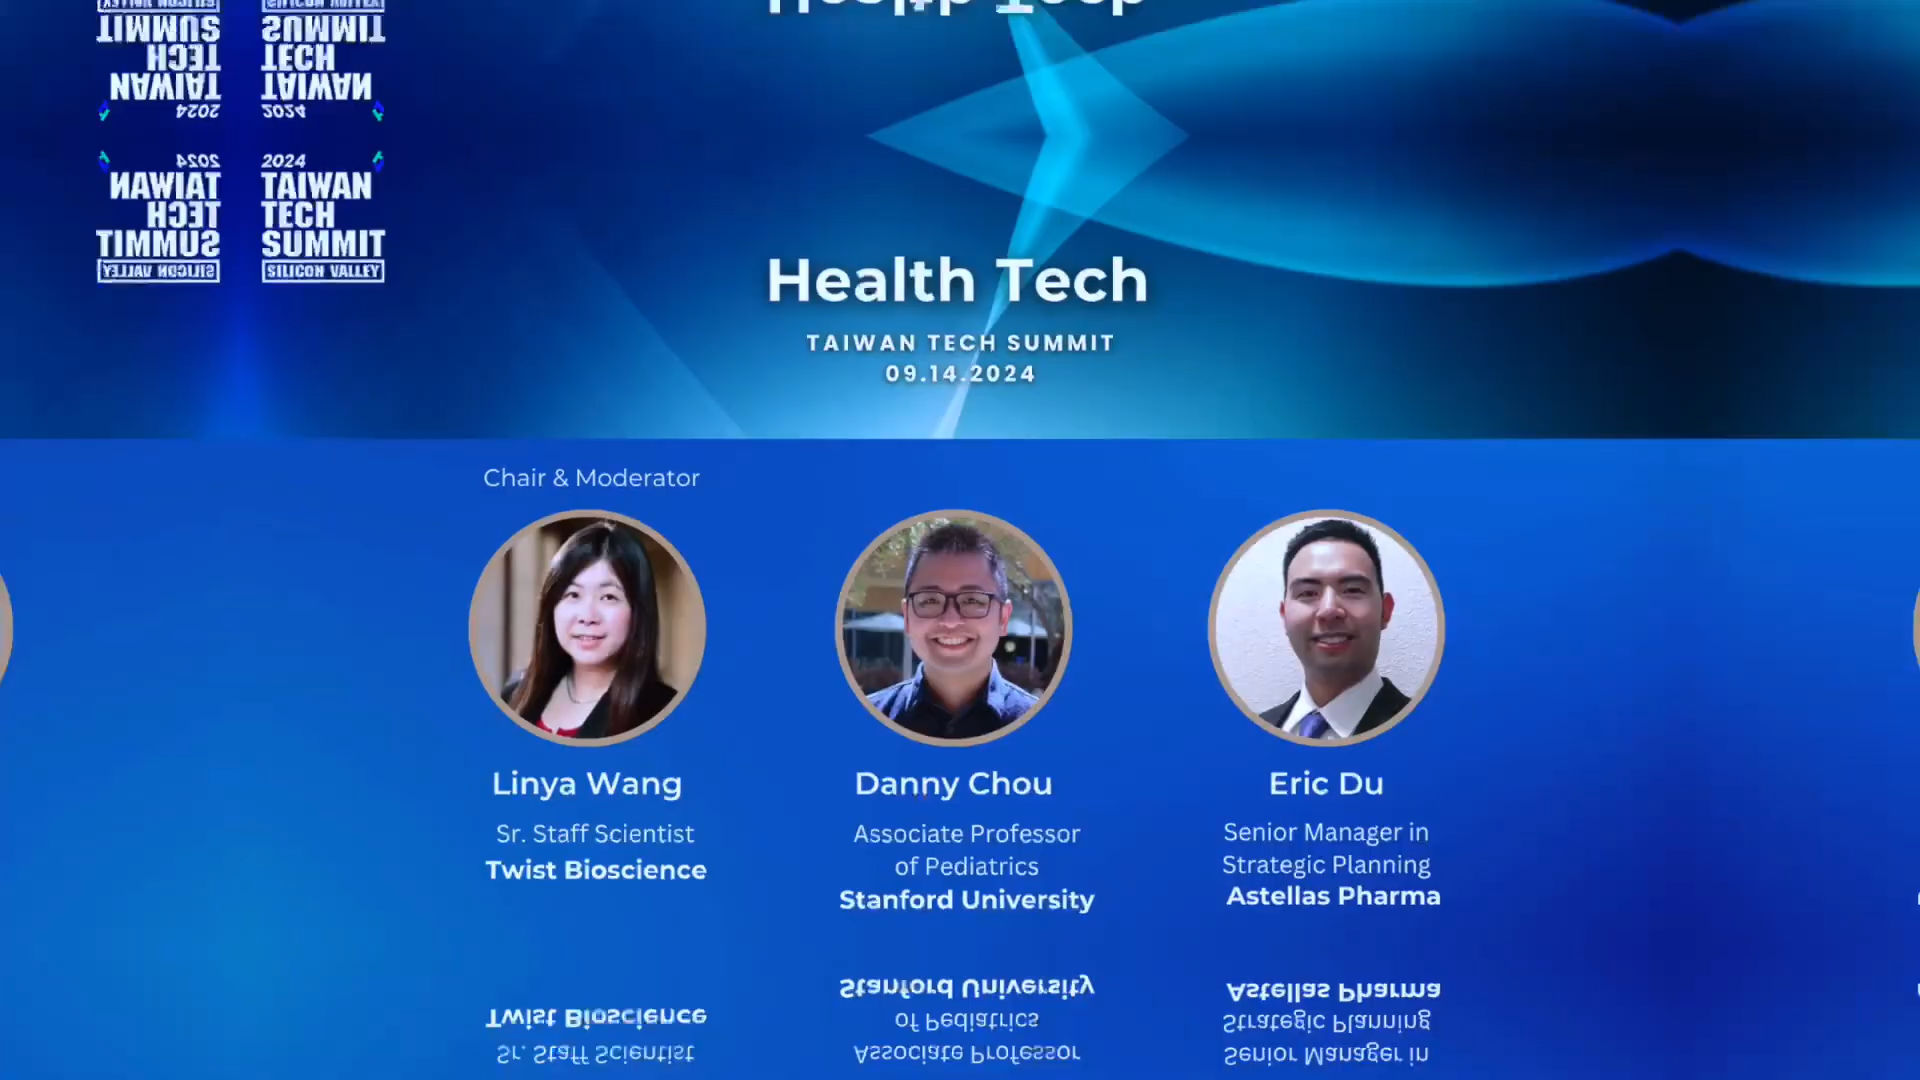 2024
TAIWAN
TECH
SUMMIT
SILICON VALLEY
Health Tech
TAIWAN TECH SUMMIT
09.14.2024
Chair & Moderator
Linya Wang
Sr. Staff Scientist
Twist Bioscience
Danny Chou
Associate Professor
of Pediatrics
Stanford University
Eric Du
Senior Manager in
Strategic Planning
Astellas Pharma